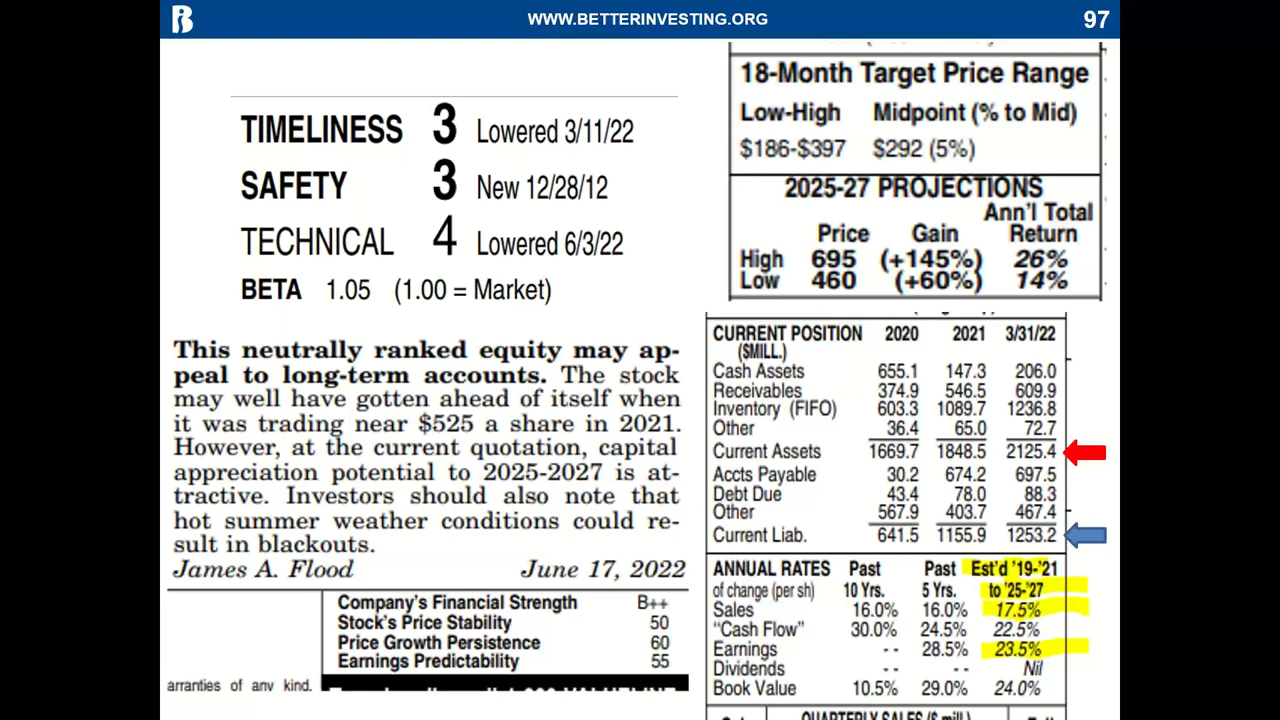 WWW.BETTERINVESTING.ORG
97
TIMELINESS 3 Lowered 3/11/22
SAFETY 3 New 12/28/12
TECHNICAL 4 Lowered 6/3/22
BETA 1.05 (1.00 = Market)
18-Month Target Price Range
Low-High Midpoint (% to Mid)
$186-$397 $292 (5%)
2025-27 PROJECTIONS
Ann'l Total
Price Gain Return
High 695 (+145%) 26%
Low 460 (+60%) 14%
This neutrally ranked equity may ap-
peal to long-term accounts. The stock
may well have gotten ahead of itself when
it was trading near $525 a share in 2021.
However, at the current quotation, capital
appreciation potential to 2025-2027 is at-
tractive. Investors should also note that
hot summer weather conditions could re-
sult in blackouts.
James A. Flood June 17, 2022
Company's Financial Strength B++
Stock's Price Stability 50
Price Growth Persistence 60
Earnings Predictability 55
arranties of any kind.
CURRENT POSITION 2020 2021 3/31/22
($MILL.)
Cash Assets 655.1 147.3 206.0
Receivables 374.9 546.5 609.9
Inventory (FIFO) 603.3 1089.7 1236.8
Other 36.4 65.0 72.7
Current Assets 1669.7 1848.5 2125.4
Accts Payable 30.2 674.2 697.5
Debt Due 43.4 78.0 88.3
Other 567.9 403.7 467.4
Current Liab. 641.5 1155.9 1253.2
ANNUAL RATES Past Past Est'd '19-'21
of change (per sh) 10 Yrs. 5 Yrs. to '25-'27
Sales 16.0% 16.0% 17.5%
"Cash Flow" 30.0% 24.5% 22.5%
Earnings -- 28.5% 23.5%
Dividends -- -- Nil
Book Value 10.5% 29.0% 24.0%
QUARTERLY SALES ($ mill.)